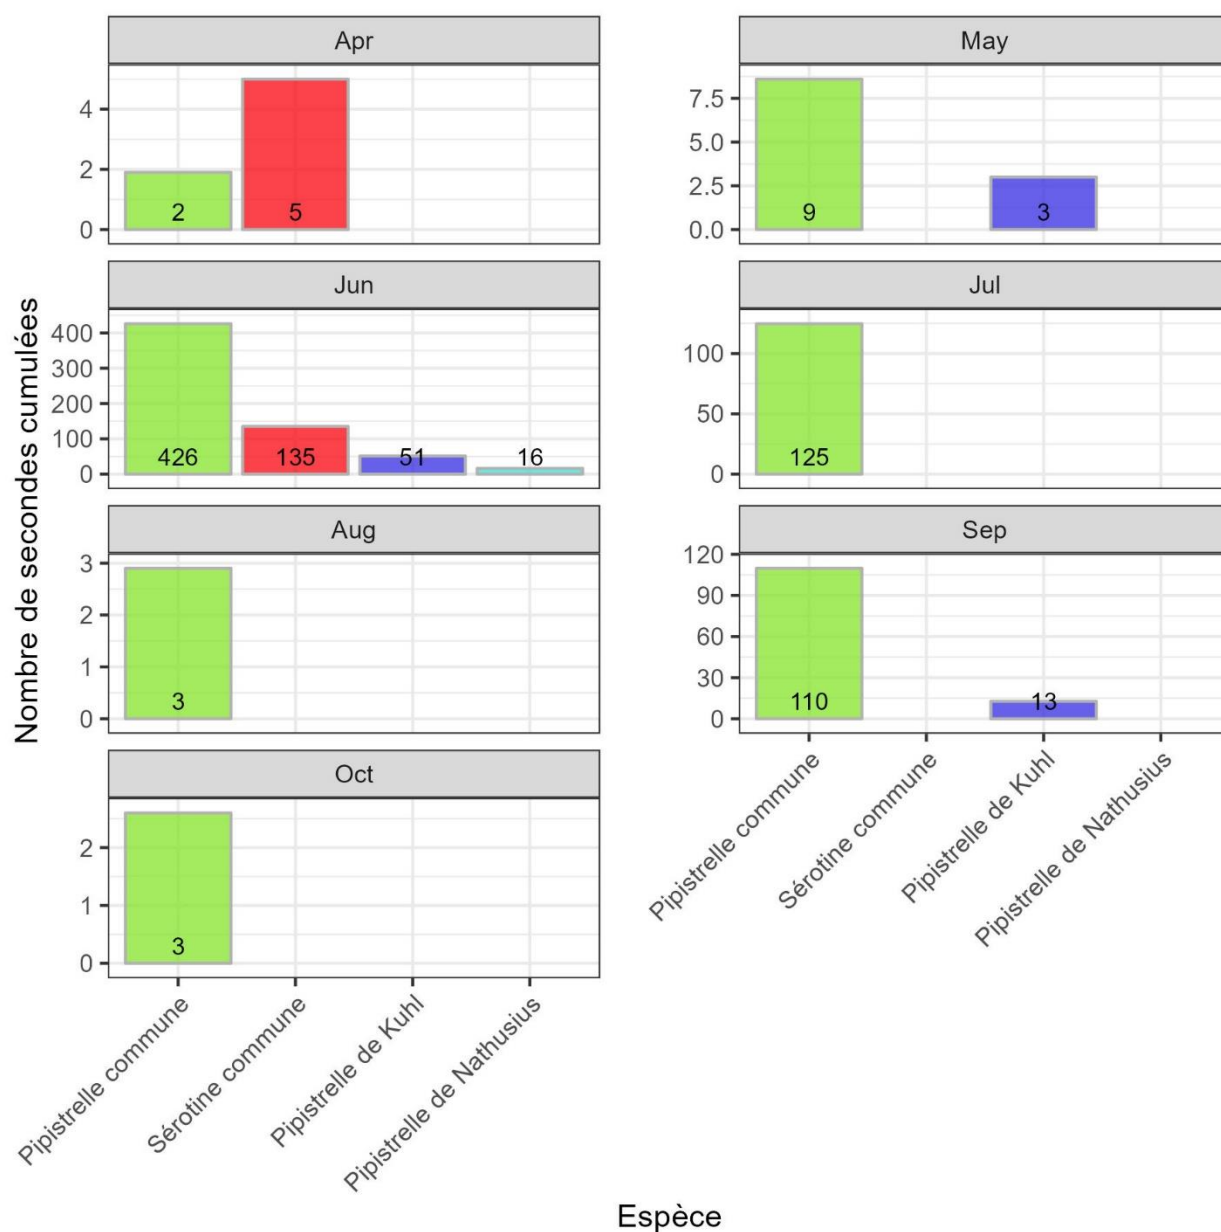 Apr
4
2
0
2
5
May
7.5
5.0
2.5
0.0
9
3
Nombre de secondes cumulées
Jun
400
300
200
100
0
426
135
51
16
Jul
100
50
0
125
Aug
3
2
1
0
3
Sep
120
90
60
30
0
110
13
Pipistrelle commune
Sérotine commune
Pipistrelle de Kuhl
Pipistrelle de Nathusius
Oct
2
1
0
3
Pipistrelle commune
Sérotine commune
Pipistrelle de Kuhl
Pipistrelle de Nathusius
Espèce